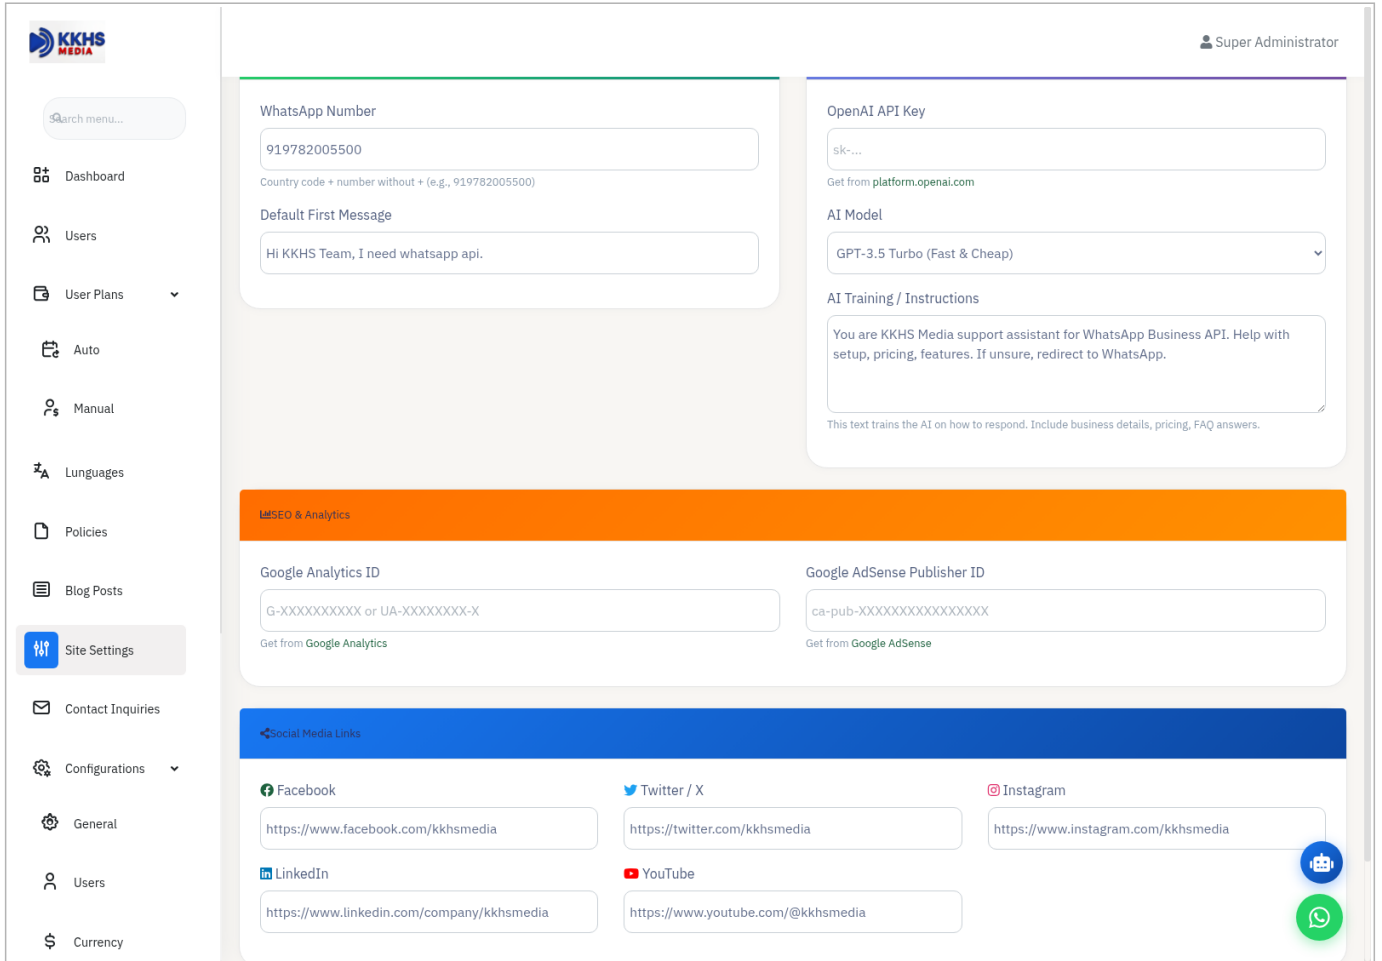 KKHS
MEDIA
Super Administrator
Search menu...
Dashboard
Users
User Plans
Auto
Manual
Lunguages
Policies
Blog Posts
Site Settings
Contact Inquiries
Configurations
General
Users
Currency
WhatsApp Number
919782005500
Country code + number without + (e.g., 919782005500)
Default First Message
Hi KKHS Team, I need whatsapp api.
OpenAI API Key
sk-...
Get from platform.openai.com
AI Model
GPT-3.5 Turbo (Fast & Cheap)
AI Training / Instructions
You are KKHS Media support assistant for WhatsApp Business API. Help with
setup, pricing, features. If unsure, redirect to WhatsApp.
This text trains the AI on how to respond. Include business details, pricing, FAQ answers.
SEO & Analytics
Google Analytics ID
G-XXXXXXXXXX or UA-XXXXXXXX-X
Get from Google Analytics
Google AdSense Publisher ID
ca-pub-XXXXXXXXXXXXXXXX
Get from Google AdSense
Social Media Links
Facebook
https://www.facebook.com/kkhsmedia
Twitter / X
https://twitter.com/kkhsmedia
Instagram
https://www.instagram.com/kkhsmedia
LinkedIn
https://www.linkedin.com/company/kkhsmedia
YouTube
https://www.youtube.com/@kkhsmedia